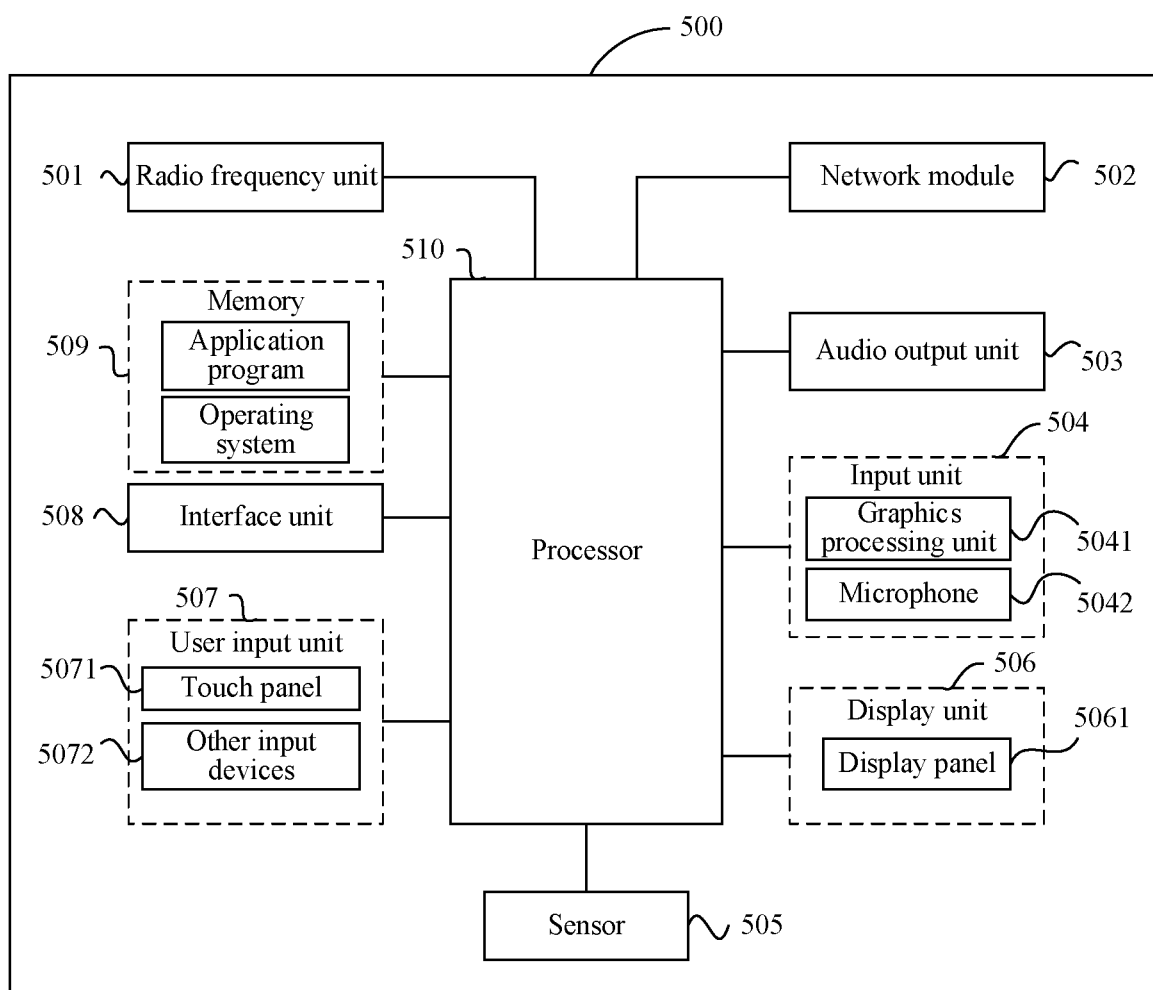 500
501
Radio frequency unit
Network module
502
510
Memory
Application
program
Operating
system
509
Audio output unit
503
504
Input unit
Graphics
processing unit
5041
Microphone
5042
508
Interface unit
Processor
507
User input unit
5071
Touch panel
5072
Other input
devices
506
Display unit
5061
Display panel
Sensor
505